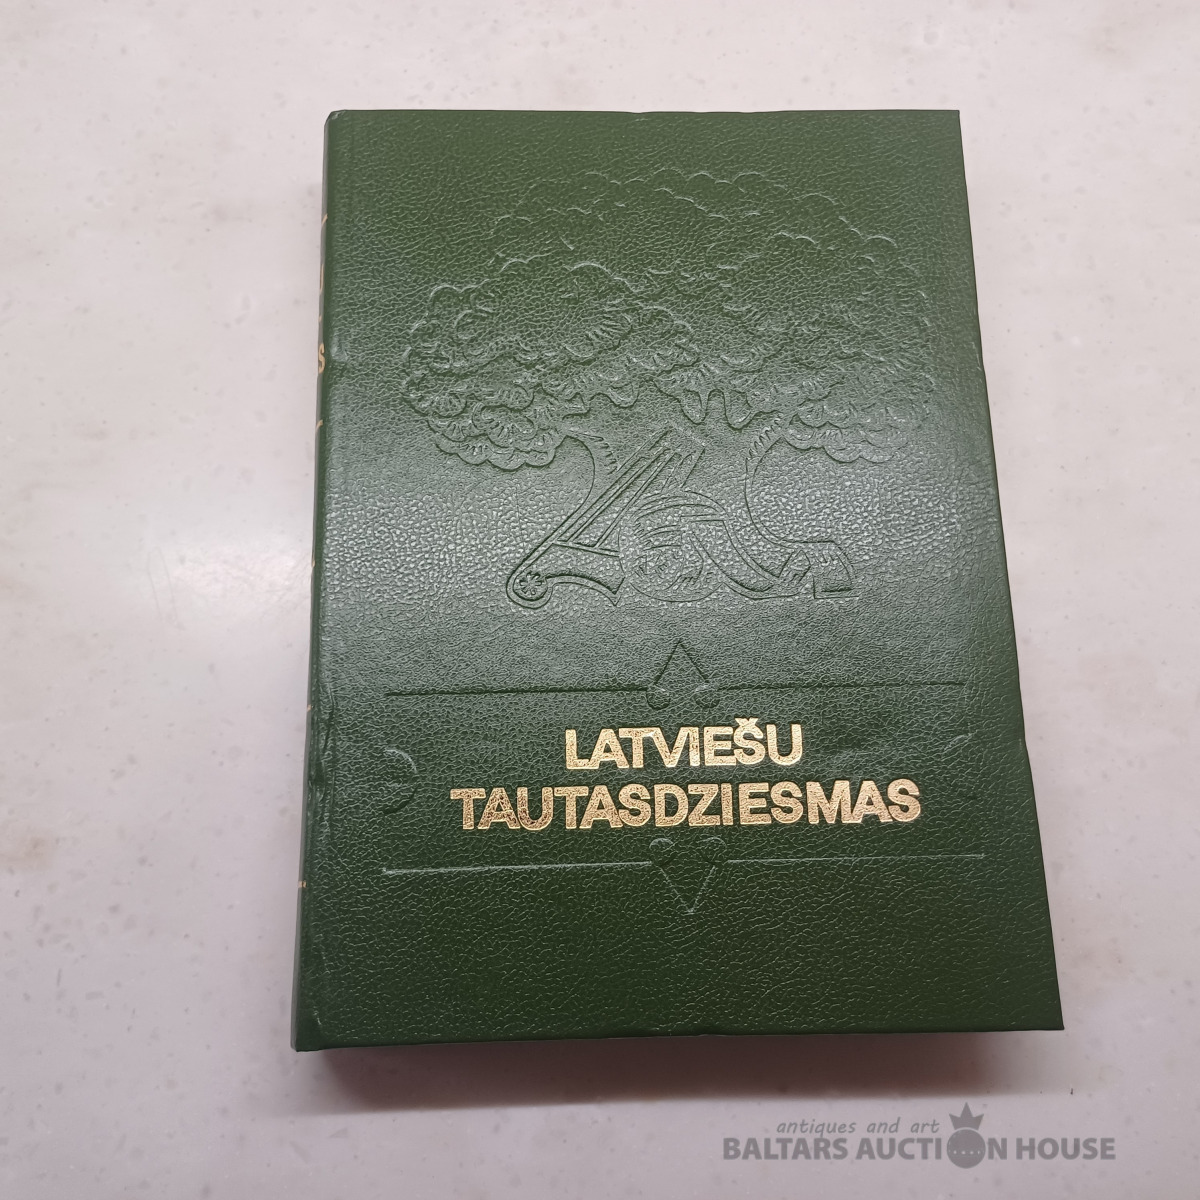 LATVIEŠU
TAUTASDZIESMAS
antiques and art
BALTARS AUCTION HOUSE